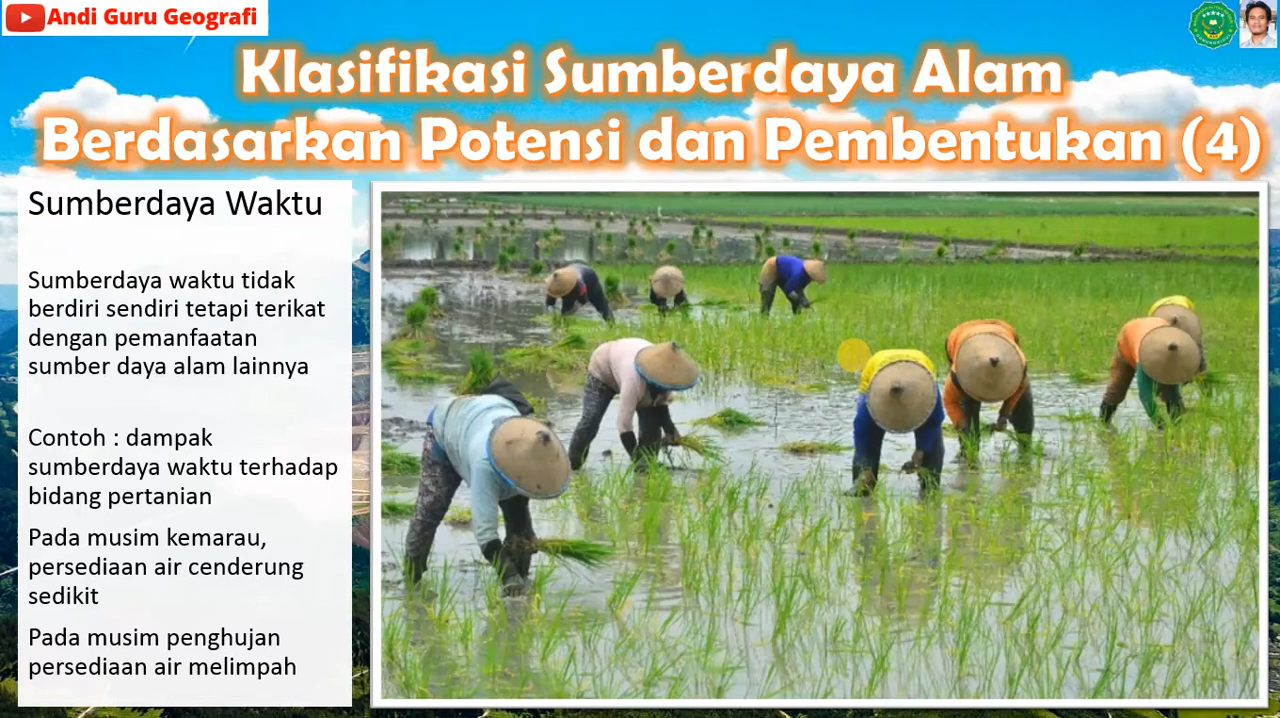 Andi Guru Geografi
Klasifikasi Sumberdaya Alam
Berdasarkan Potensi dan Pembentukan (4)
Sumberdaya Waktu
Sumberdaya waktu tidak
berdiri sendiri tetapi terikat
dengan pemanfaatan
sumber daya alam lainnya
Contoh : dampak
sumberdaya waktu terhadap
bidang pertanian
Pada musim kemarau,
persediaan air cenderung
sedikit
Pada musim penghujan
persediaan air melimpah